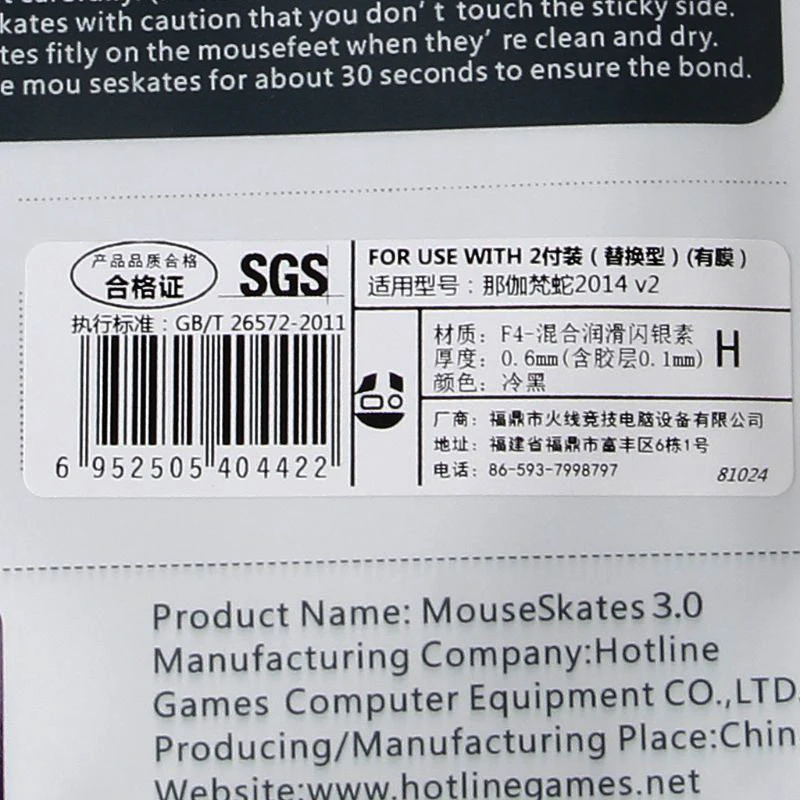 kates with caution that you don't touch the sticky side.
tes fitly on the mousefeet when they're clean and dry.
e mou seskates for about 30 seconds to ensure the bond.
产品品质合格
合格证
SGS
执行标准：GB/T 26572-2011
6 952505 404422
FOR USE WITH 2付装（替换型）(有膜）
适用型号：那伽梵蛇2014 v2
材质：F4-混合润滑闪银素
厚度：0.6mm(含胶层0.1mm)
颜色：冷黑
H
厂商：福鼎市火线竞技电脑设备有限公司
地址：福建省福鼎市富丰区6栋1号
电话：86-593-7998797
81024
Product Name: MouseSkates 3.0
Manufacturing Company:Hotline
Games Computer Equipment CO.,LTD.
Producing/Manufacturing Place:Chin
Website:www.hotlinegames.net